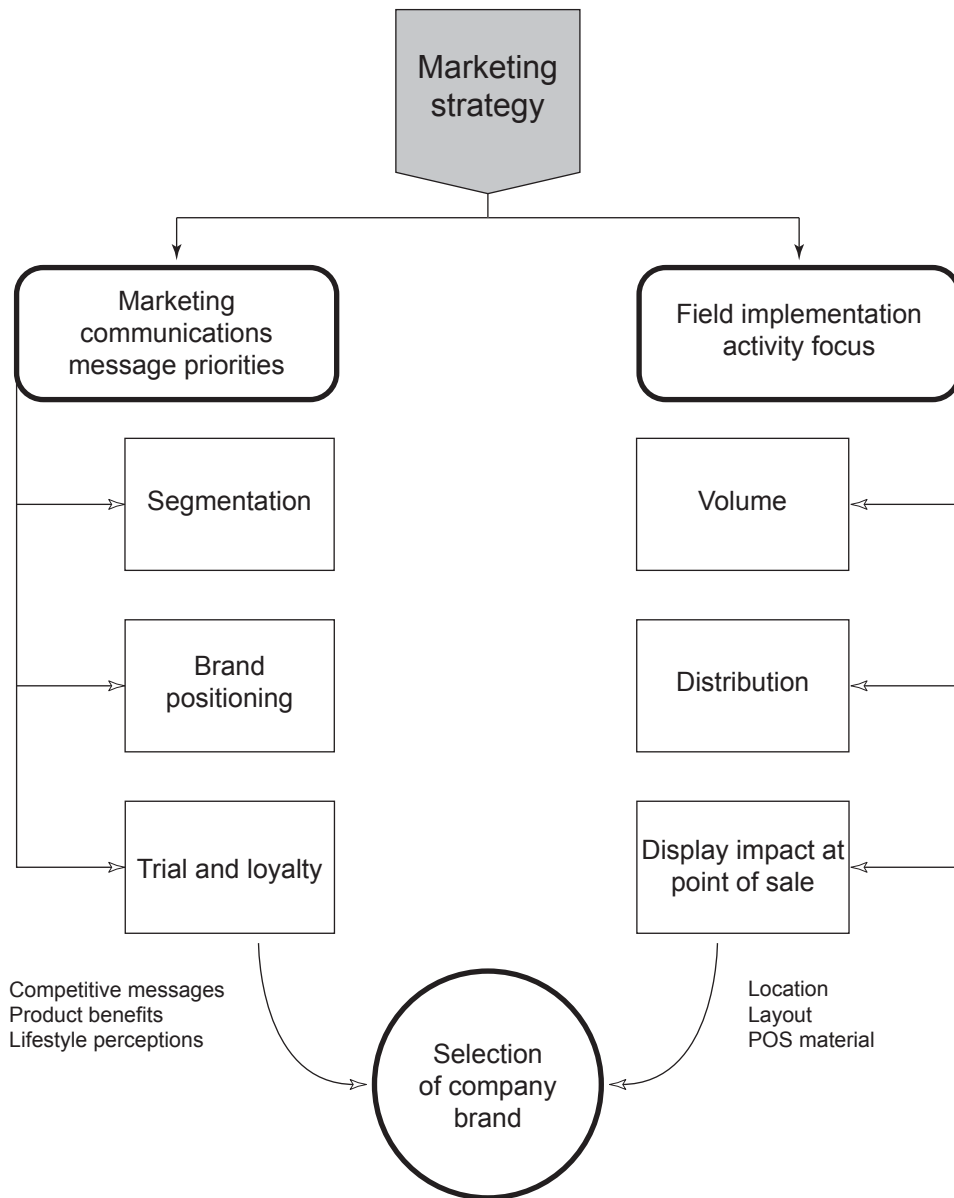 Marketing
strategy
Marketing
communications
message priorities
Field implementation
activity focus
Segmentation
Volume
Brand
positioning
Distribution
Trial and loyalty
Display impact at
point of sale
Competitive messages
Product benefits
Lifestyle perceptions
Location
Layout
POS material
Selection
of company
brand